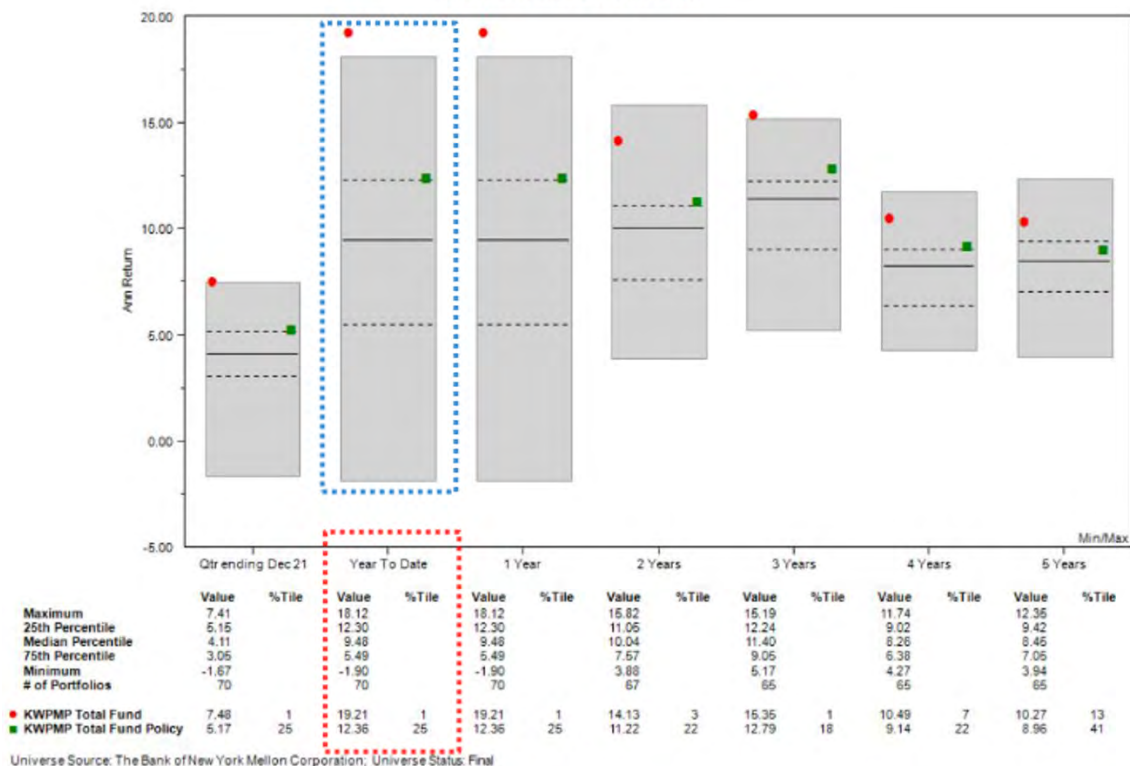 20.00
15.00
10.00
5.00
0.00
-5.00
Ann Return
Min/Max
Qtr ending Dec 21 Year To Date 1 Year 2 Years 3 Years 4 Years 5 Years
Value %Tile Value %Tile Value %Tile Value %Tile Value %Tile Value %Tile Value %Tile
Maximum 7.41 18.12 18.12 15.82 15.19 11.74 12.35
25th Percentile 5.15 12.30 12.30 11.05 12.24 9.02 9.42
Median Percentile 4.11 9.48 9.48 10.04 11.40 8.26 8.46
75th Percentile 3.05 5.49 5.49 7.57 9.05 6.38 7.05
Minimum -1.67 -1.90 -1.90 3.88 5.17 4.27 3.94
# of Portfolios 70 70 70 67 65 65 65
KWPMP Total Fund 7.48 1 19.21 1 19.21 1 14.13 3 15.35 1 10.49 7 10.27 13
KWPMP Total Fund Policy 5.17 25 12.36 25 12.36 25 11.22 22 12.79 18 9.14 22 8.96 41
Universe Source: The Bank of New York Mellon Corporation; Universe Status: Final